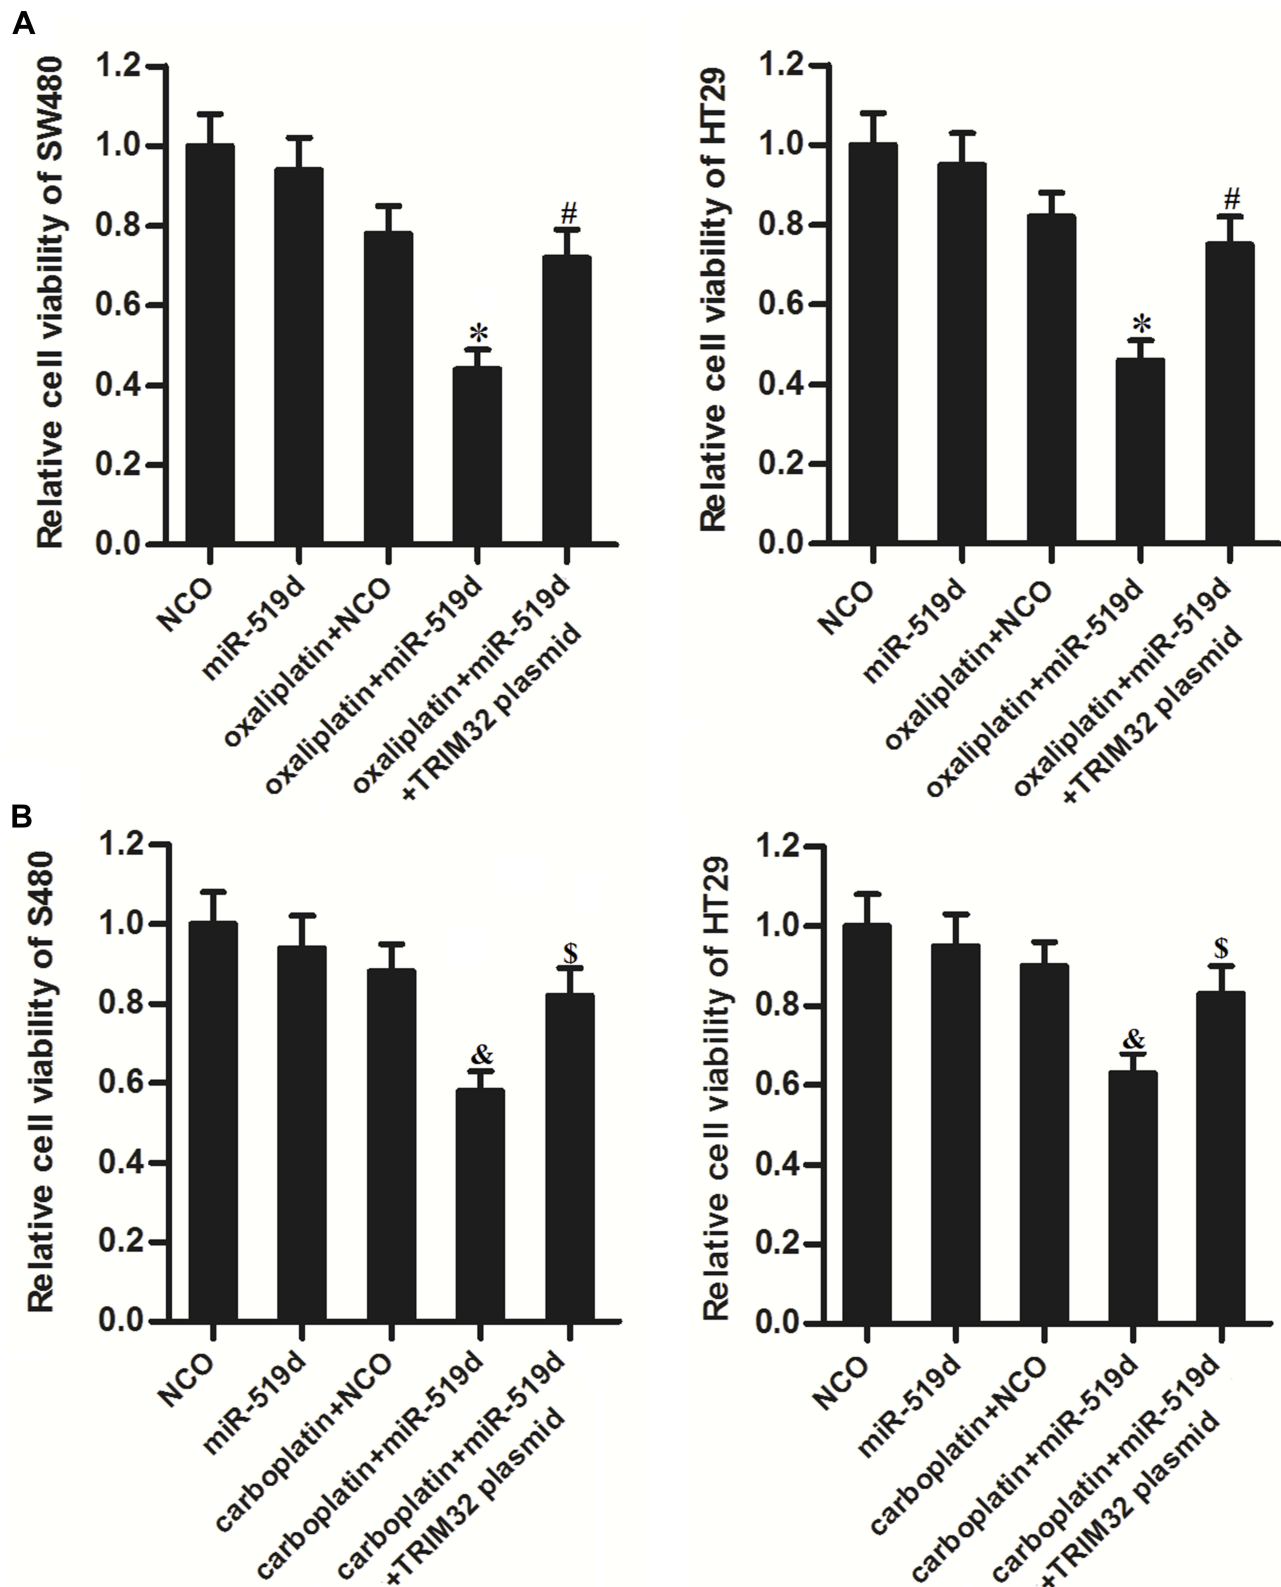 A
Relative cell viability of SW480
1.2
1.0
0.8
0.6
0.4
0.2
0.0
*
#
NCO
miR-519d
oxaliplatin+NCO
oxaliplatin+miR-519d
oxaliplatin+miR-519d
+TRIM32 plasmid
Relative cell viability of HT29
1.2
1.0
0.8
0.6
0.4
0.2
0.0
*
#
NCO
miR-519d
oxaliplatin+NCO
oxaliplatin+miR-519d
oxaliplatin+miR-519d
+TRIM32 plasmid
B
Relative cell viability of S480
1.2
1.0
0.8
0.6
0.4
0.2
0.0
&
$
NCO
miR-519d
carboplatin+NCO
carboplatin+miR-519d
carboplatin+miR-519d
+TRIM32 plasmid
Relative cell viability of HT29
1.2
1.0
0.8
0.6
0.4
0.2
0.0
&
$
NCO
miR-519d
carboplatin+NCO
carboplatin+miR-519d
carboplatin+miR-519d
+TRIM32 plasmid